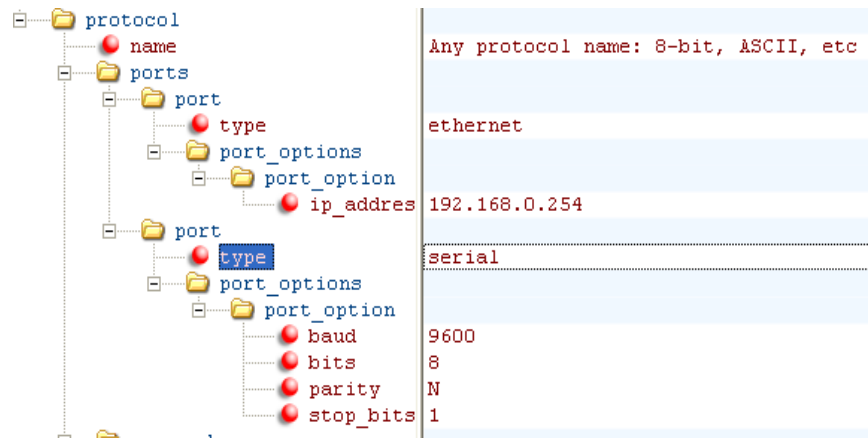 protocol
name Any protocol name: 8-bit, ASCII, etc
ports
port
type ethernet
port_options
port_option
ip_addres 192.168.0.254
port
type serial
port_options
port_option
baud 9600
bits 8
parity N
stop_bits 1